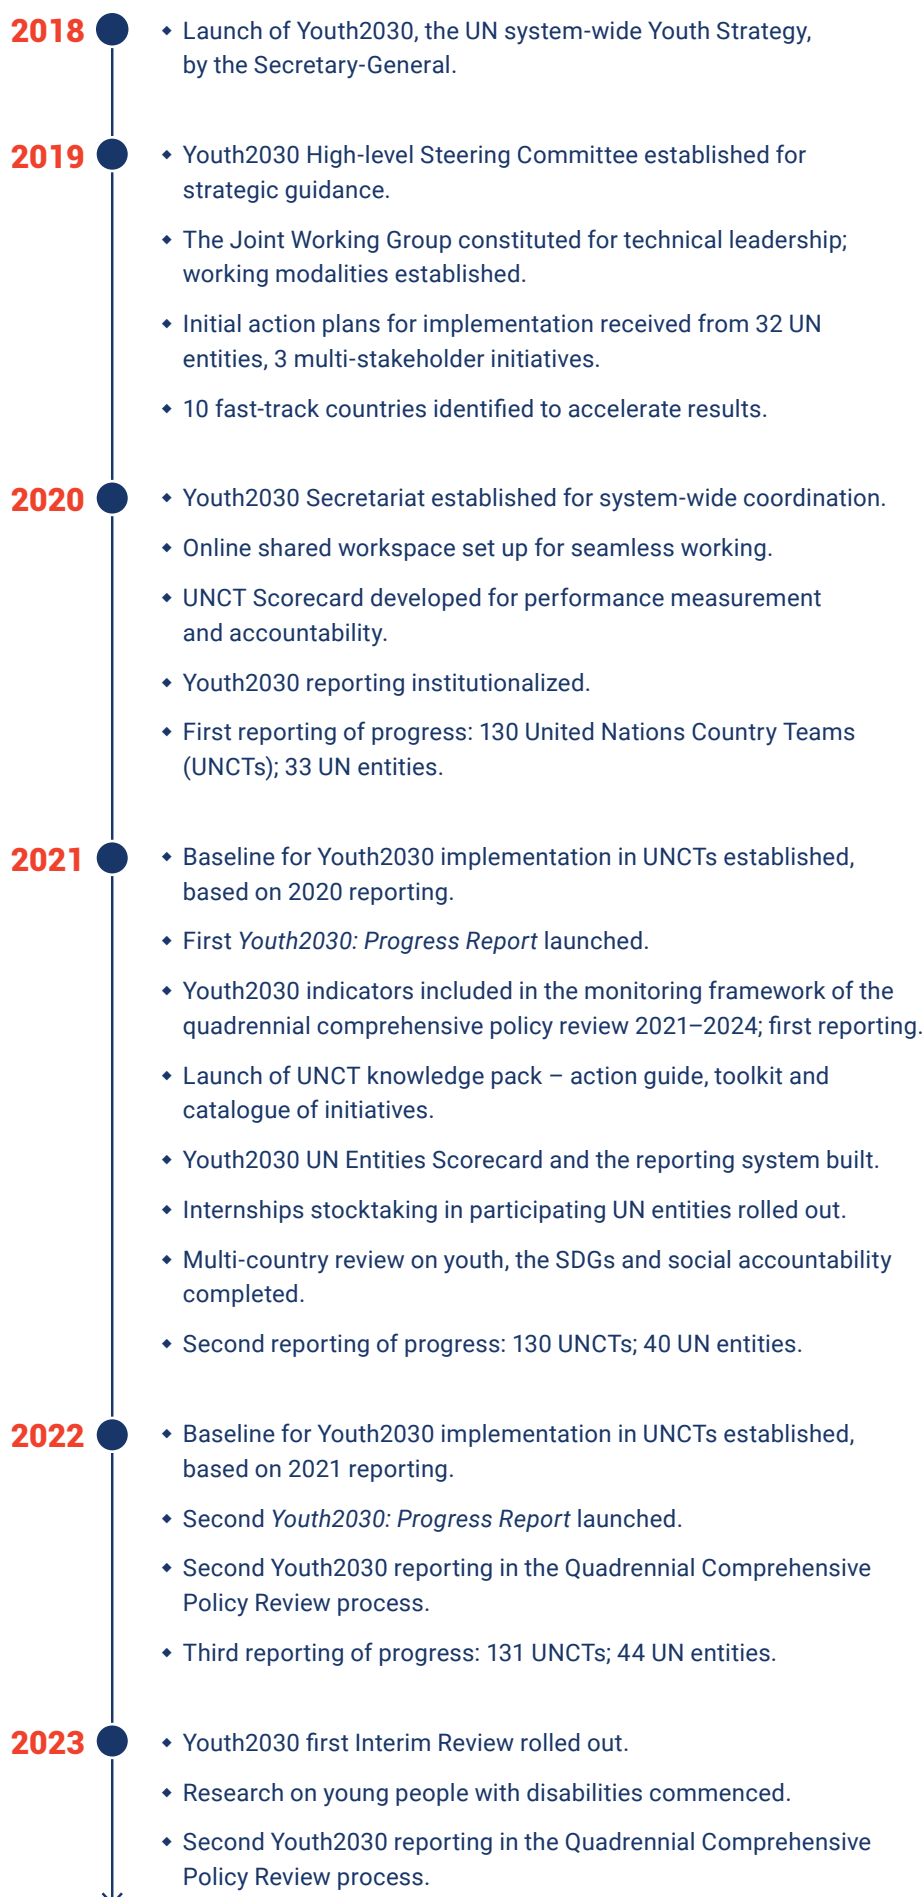 2018
◆ Launch of Youth2030, the UN system-wide Youth Strategy,
by the Secretary-General.
2019
◆ Youth2030 High-level Steering Committee established for
strategic guidance.
◆ The Joint Working Group constituted for technical leadership;
working modalities established.
◆ Initial action plans for implementation received from 32 UN
entities, 3 multi-stakeholder initiatives.
◆ 10 fast-track countries identified to accelerate results.
2020
◆ Youth2030 Secretariat established for system-wide coordination.
◆ Online shared workspace set up for seamless working.
◆ UNCT Scorecard developed for performance measurement
and accountability.
◆ Youth2030 reporting institutionalized.
◆ First reporting of progress: 130 United Nations Country Teams
(UNCTs); 33 UN entities.
2021
◆ Baseline for Youth2030 implementation in UNCTs established,
based on 2020 reporting.
◆ First Youth2030: Progress Report launched.
◆ Youth2030 indicators included in the monitoring framework of the
quadrennial comprehensive policy review 2021–2024; first reporting.
◆ Launch of UNCT knowledge pack – action guide, toolkit and
catalogue of initiatives.
◆ Youth2030 UN Entities Scorecard and the reporting system built.
◆ Internships stocktaking in participating UN entities rolled out.
◆ Multi-country review on youth, the SDGs and social accountability
completed.
◆ Second reporting of progress: 130 UNCTs; 40 UN entities.
2022
◆ Baseline for Youth2030 implementation in UNCTs established,
based on 2021 reporting.
◆ Second Youth2030: Progress Report launched.
◆ Second Youth2030 reporting in the Quadrennial Comprehensive
Policy Review process.
◆ Third reporting of progress: 131 UNCTs; 44 UN entities.
2023
◆ Youth2030 first Interim Review rolled out.
◆ Research on young people with disabilities commenced.
◆ Second Youth2030 reporting in the Quadrennial Comprehensive
Policy Review process.